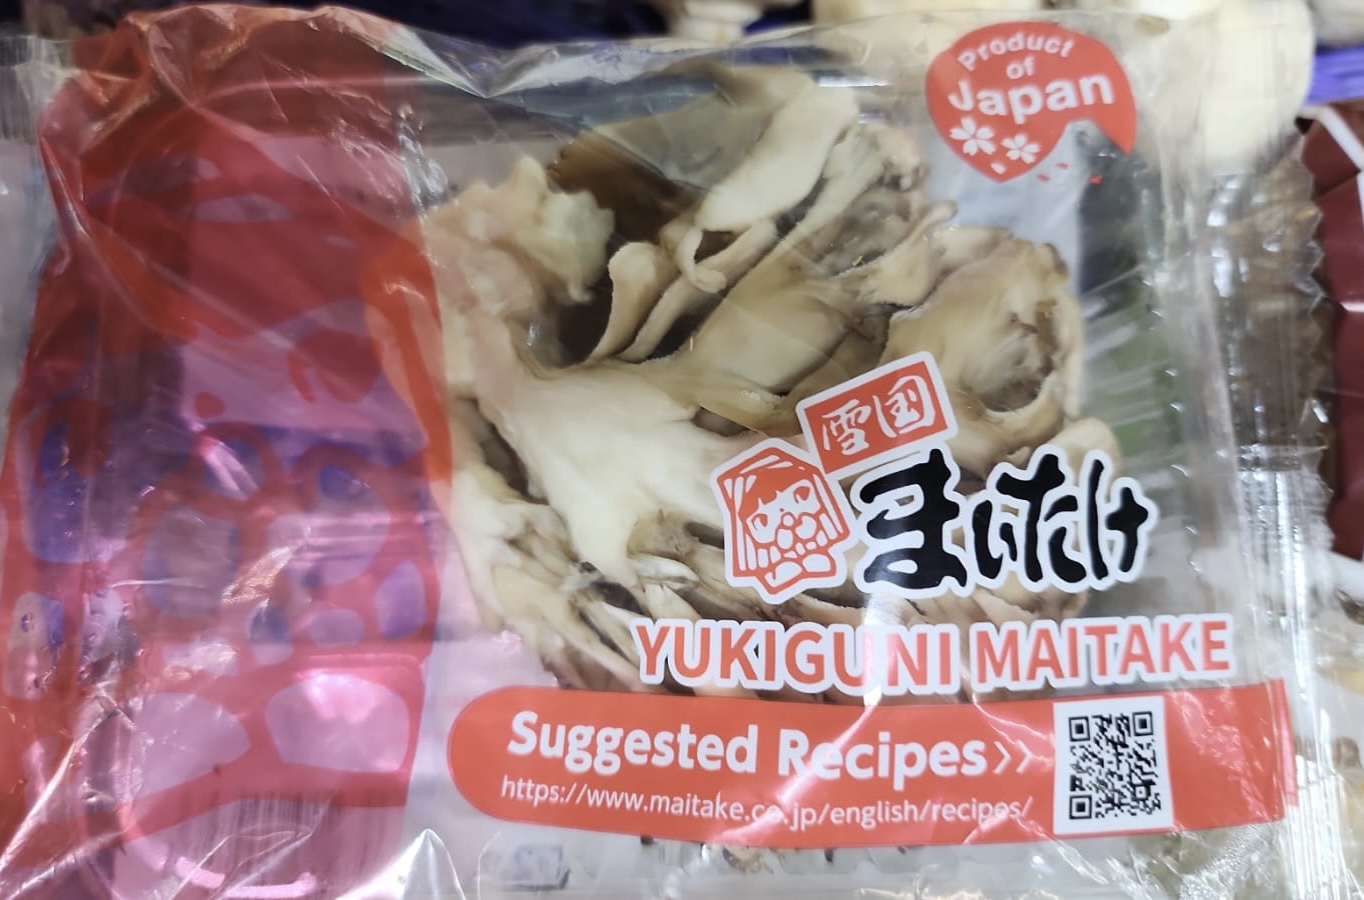 Product
of
Japan
雪国
まいたけ
YUKIGUNI MAITAKE
Suggested Recipes>>
https://www.maitake.co.jp/english/recipes/